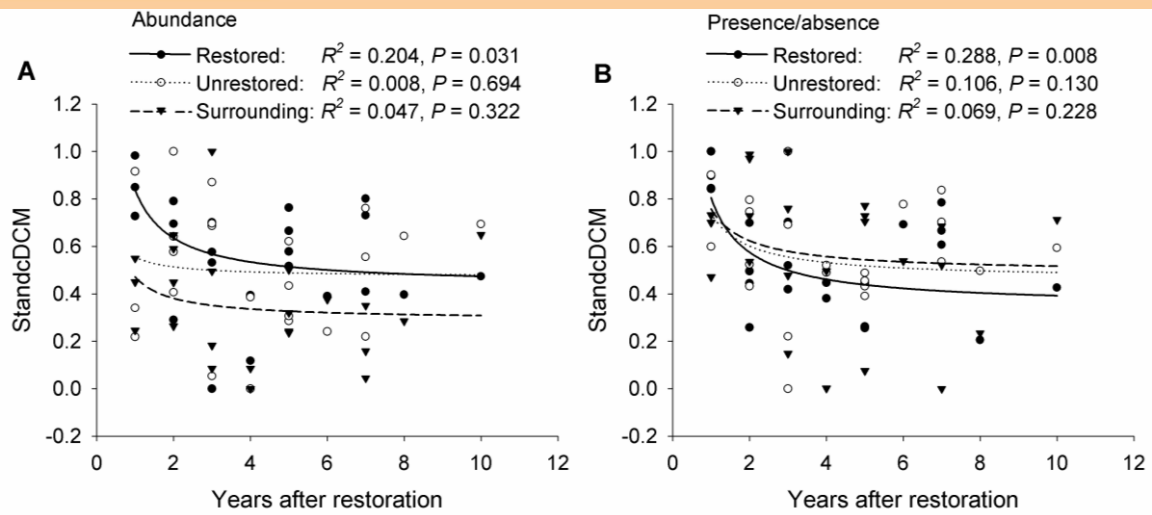 Abundance
Restored: R² = 0.204, P = 0.031
Unrestored: R² = 0.008, P = 0.694
Surrounding: R² = 0.047, P = 0.322
A
1.2
1.0
0.8
0.6
0.4
0.2
0.0
-0.2
StandcDCM
0 2 4 6 8 10 12
Years after restoration
Presence/absence
Restored: R² = 0.288, P = 0.008
Unrestored: R² = 0.106, P = 0.130
Surrounding: R² = 0.069, P = 0.228
B
1.2
1.0
0.8
0.6
0.4
0.2
0.0
-0.2
StandcDCM
0 2 4 6 8 10 12
Years after restoration